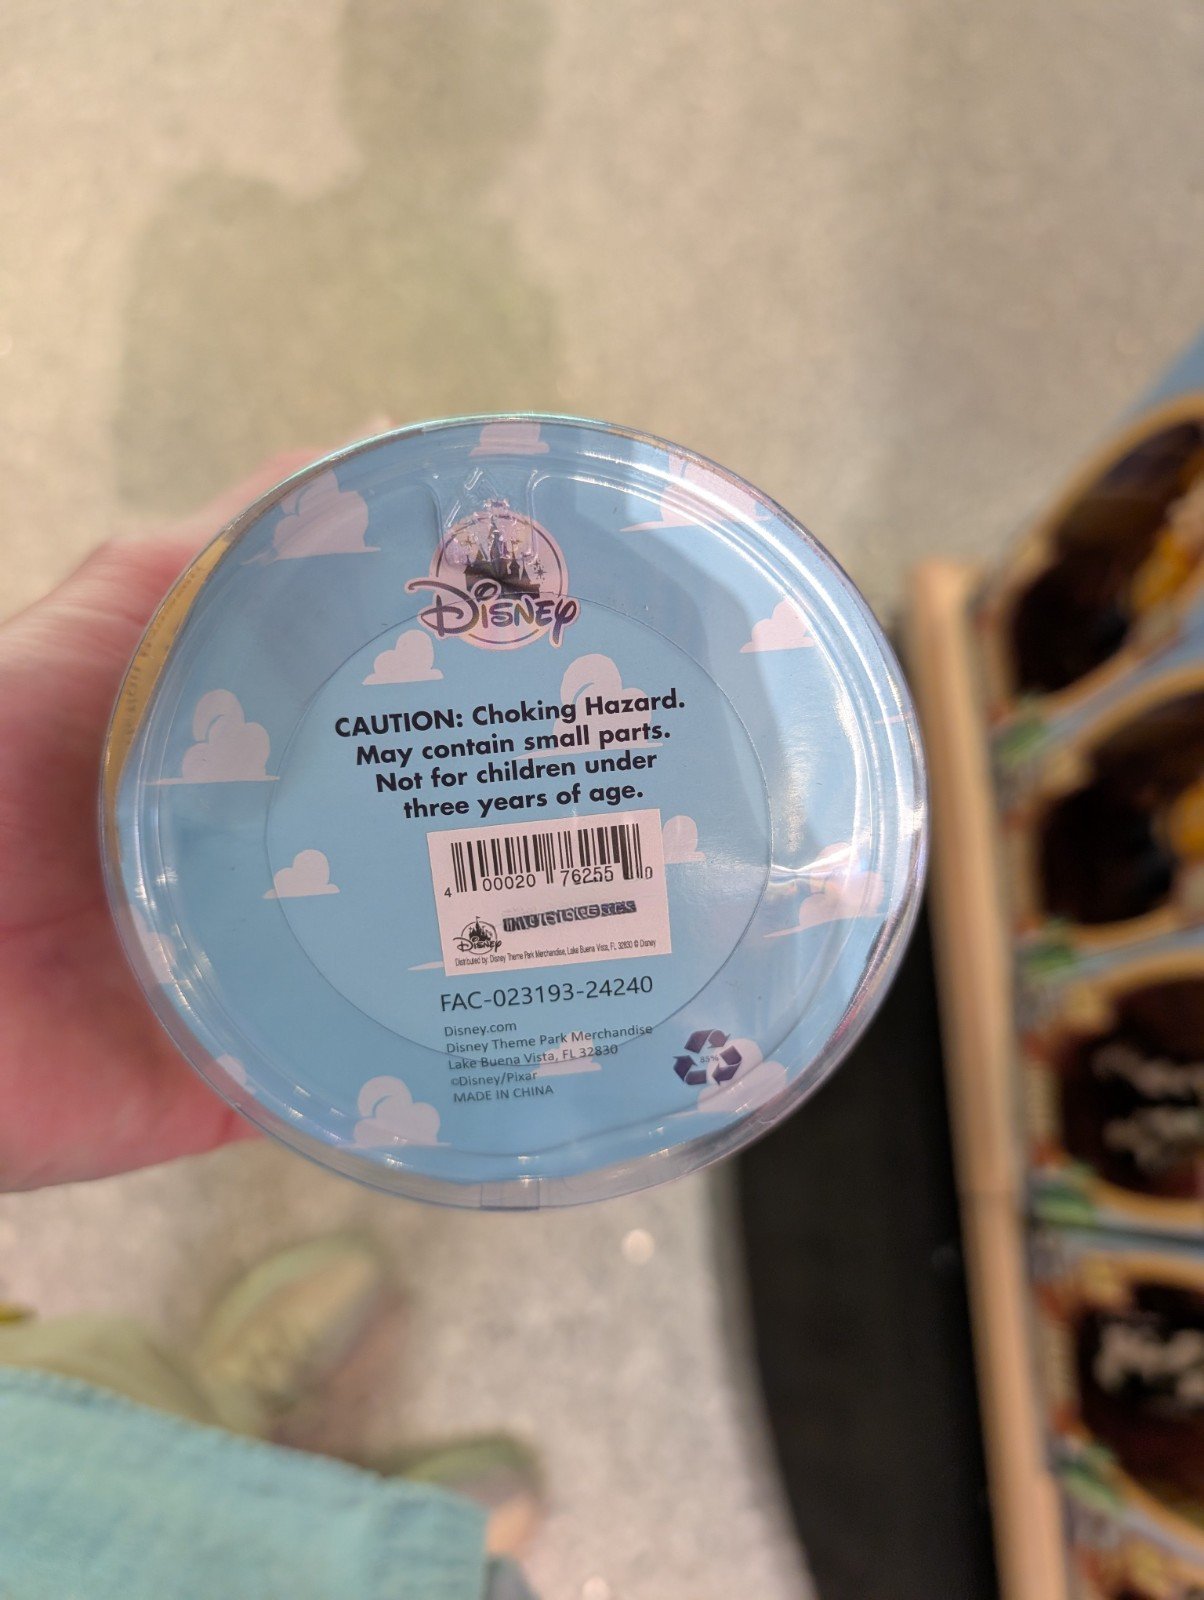 Disney
CAUTION: Choking Hazard.
May contain small parts.
Not for children under
three years of age.
4 00020 76255 0
Disney
Distributed by: Disney Theme Park Merchandise, Lake Buena Vista, FL 32830 © Disney
FAC-023193-24240
Disney.com
Disney Theme Park Merchandise
Lake Buena Vista, FL 32830
©Disney/Pixar
MADE IN CHINA
85%